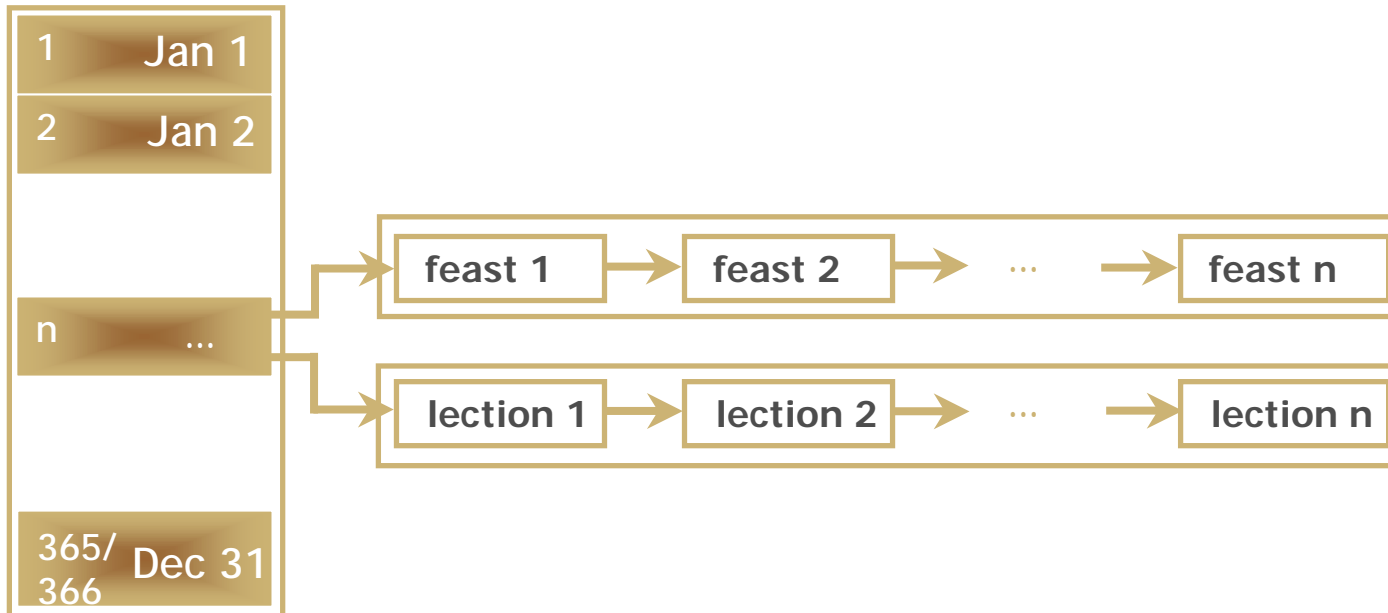 1 Jan 1
2 Jan 2
feast 1 feast 2 ... feast n
n ...
lection 1 lection 2 ... lection n
365/
366 Dec 31